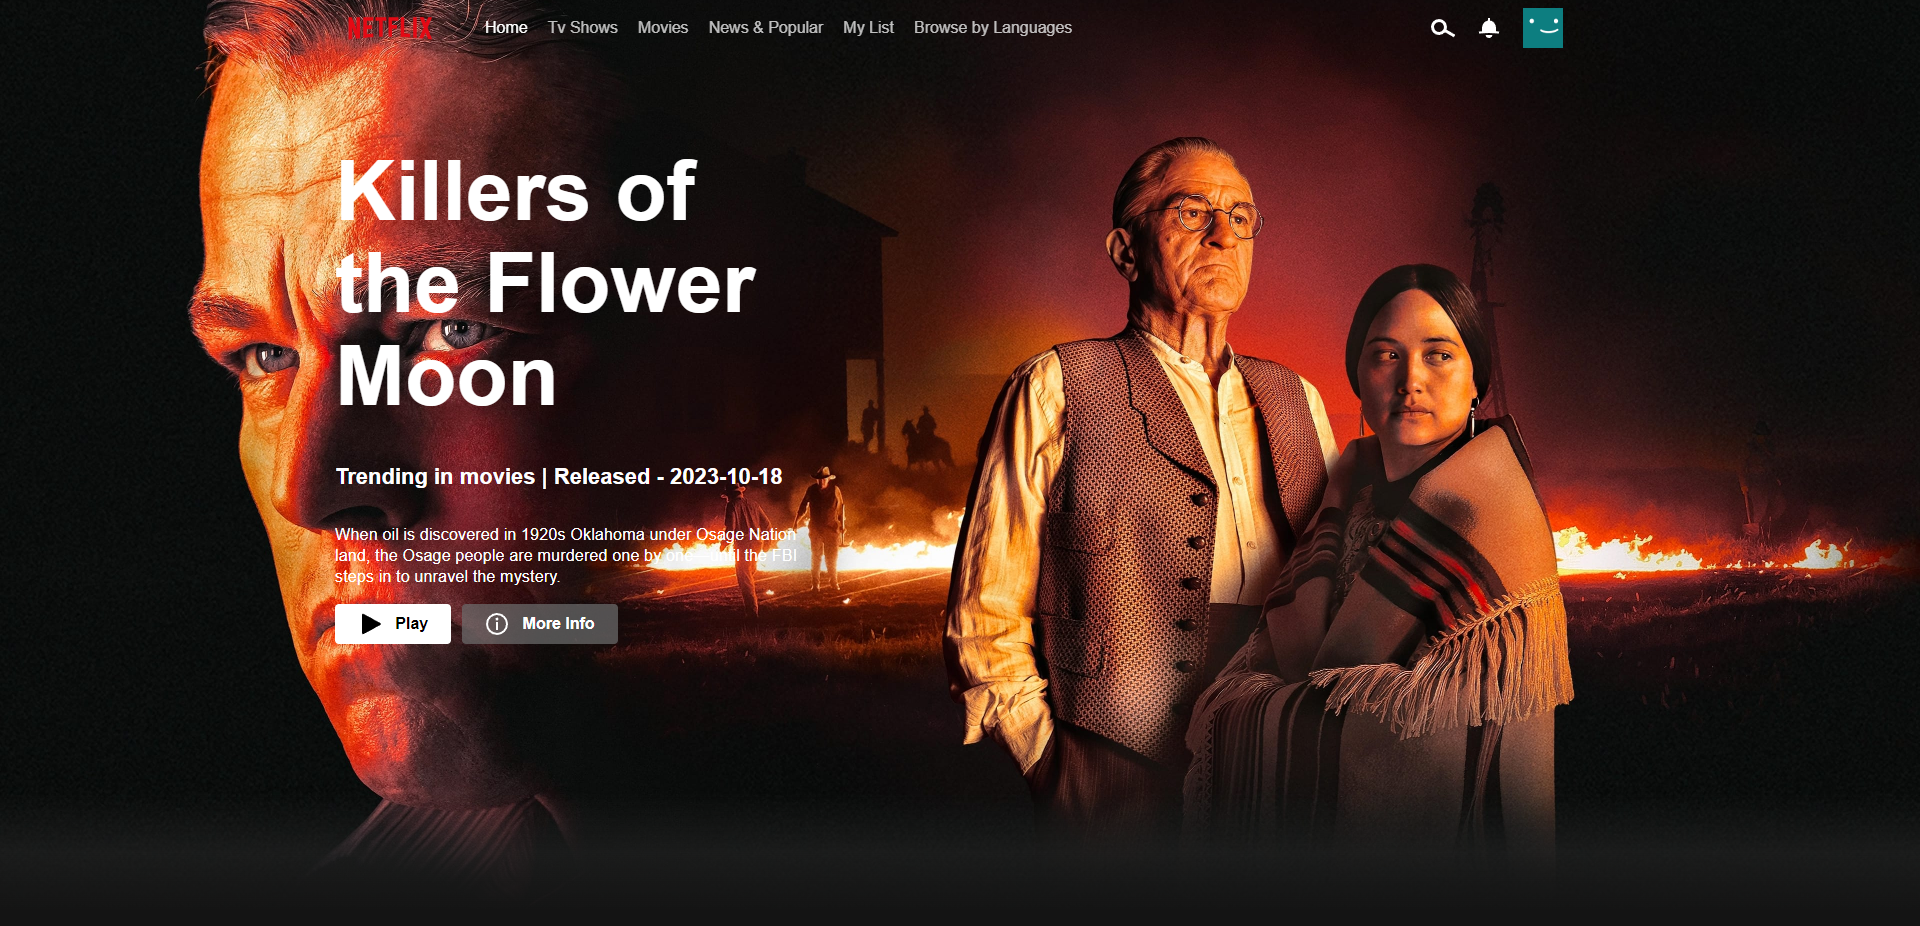 NETFLIX Home Tv Shows Movies News & Popular My List Browse by Languages
Killers of
the Flower
Moon
Trending in movies | Released - 2023-10-18
When oil is discovered in 1920s Oklahoma under Osage Nation
land, the Osage people are murdered one by one—until the FBI
steps in to unravel the mystery.
Play More Info